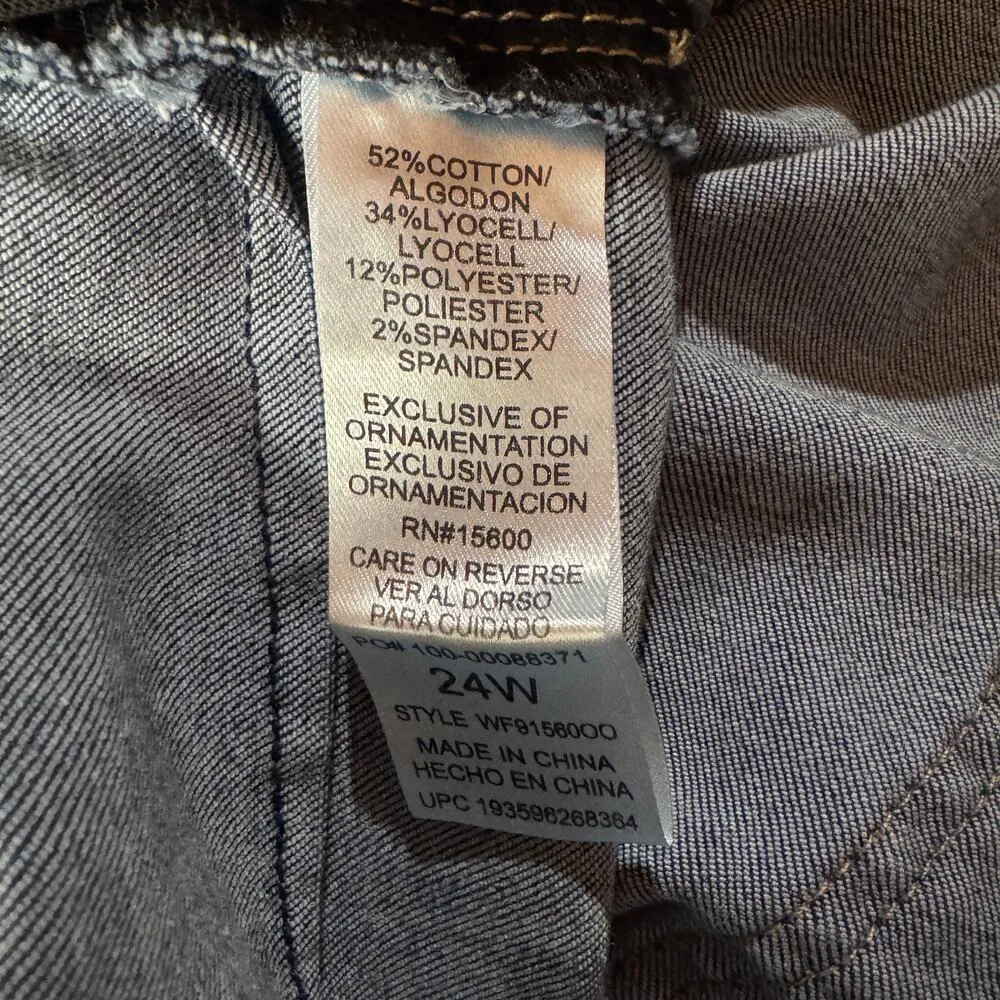 52%COTTON/
ALGODON
34%LYOCELL/
LYOCELL
12%POLYESTER/
POLIESTER
2%SPANDEX/
SPANDEX
EXCLUSIVE OF
ORNAMENTATION
EXCLUSIVO DE
ORNAMENTACION
RN#15600
CARE ON REVERSE
VER AL DORSO
PARA CUIDADO
PO# 100-00088371
24W
STYLE WF91560OO
MADE IN CHINA
HECHO EN CHINA
UPC 193596268364